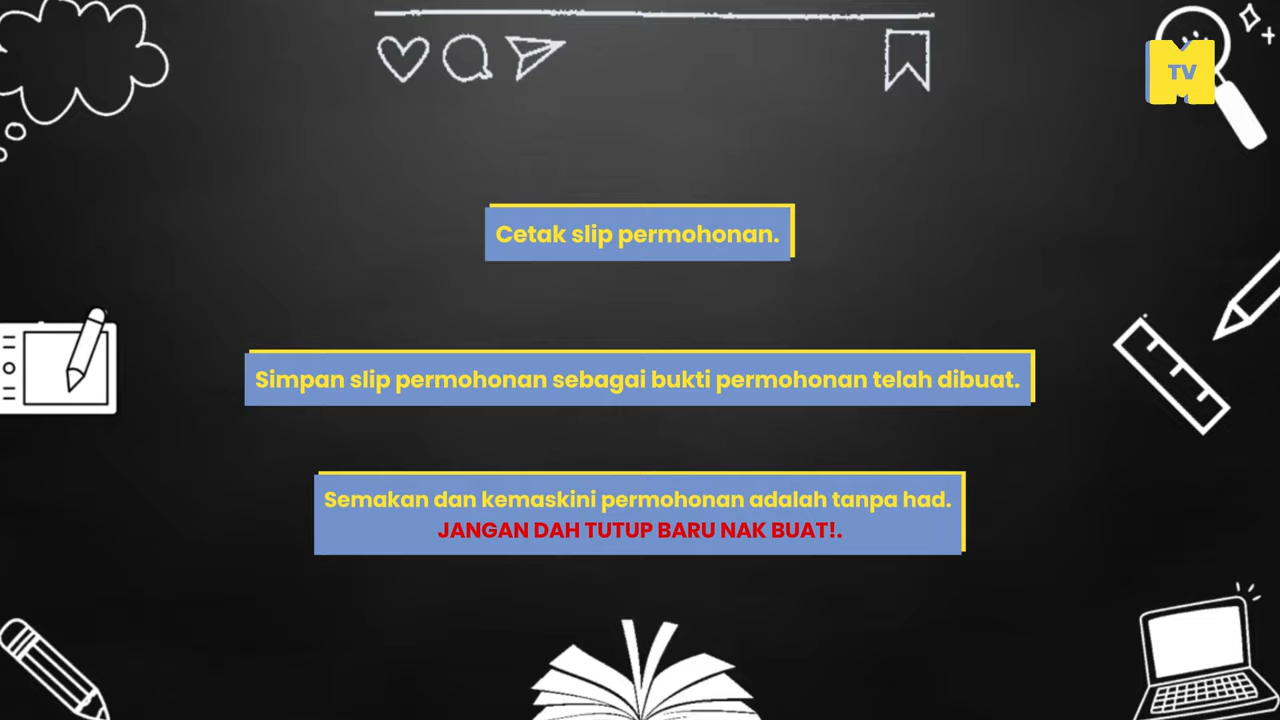 TV
Cetak slip permohonan.
Simpan slip permohonan sebagai bukti permohonan telah dibuat.
Semakan dan kemaskini permohonan adalah tanpa had.
JANGAN DAH TUTUP BARU NAK BUAT!.